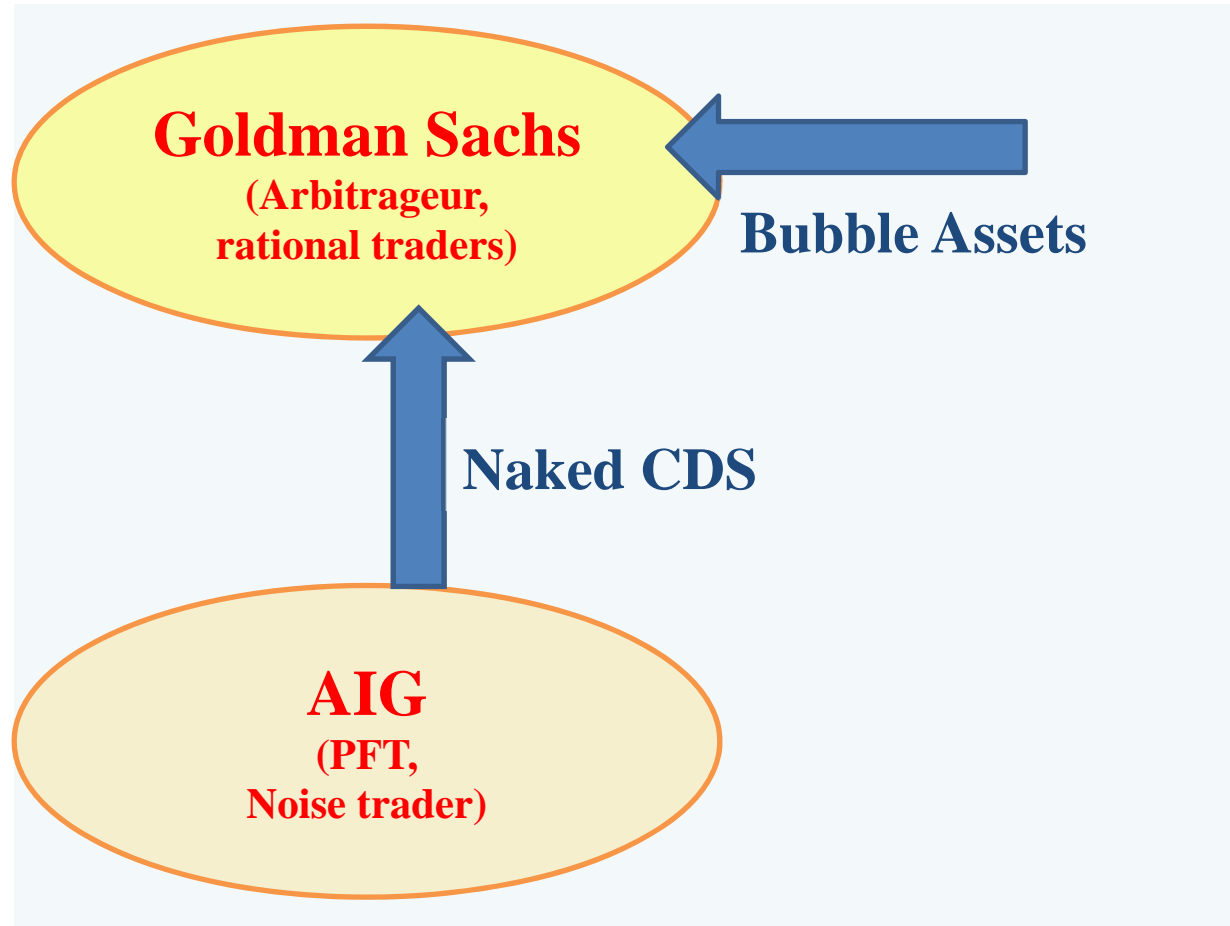 Goldman Sachs
(Arbitrageur,
rational traders)
Bubble Assets
Naked CDS
AIG
(PFT,
Noise trader)